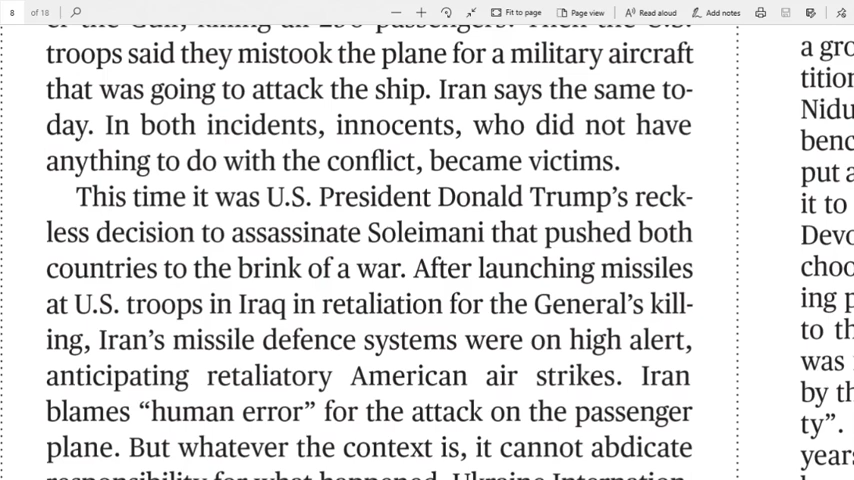 8 of 18 Fit to page Page view Read aloud Add notes
troops said they mistook the plane for a military aircraft
that was going to attack the ship. Iran says the same to-
day. In both incidents, innocents, who did not have
anything to do with the conflict, became victims.
This time it was U.S. President Donald Trump's reck-
less decision to assassinate Soleimani that pushed both
countries to the brink of a war. After launching missiles
at U.S. troops in Iraq in retaliation for the General's kill-
ing, Iran's missile defence systems were on high alert,
anticipating retaliatory American air strikes. Iran
blames “human error” for the attack on the passenger
plane. But whatever the context is, it cannot abdicate
a gro
tition
Nidu
benc
put a
it to
Devo
choo
ing p
to th
was
by th
ty”.
years